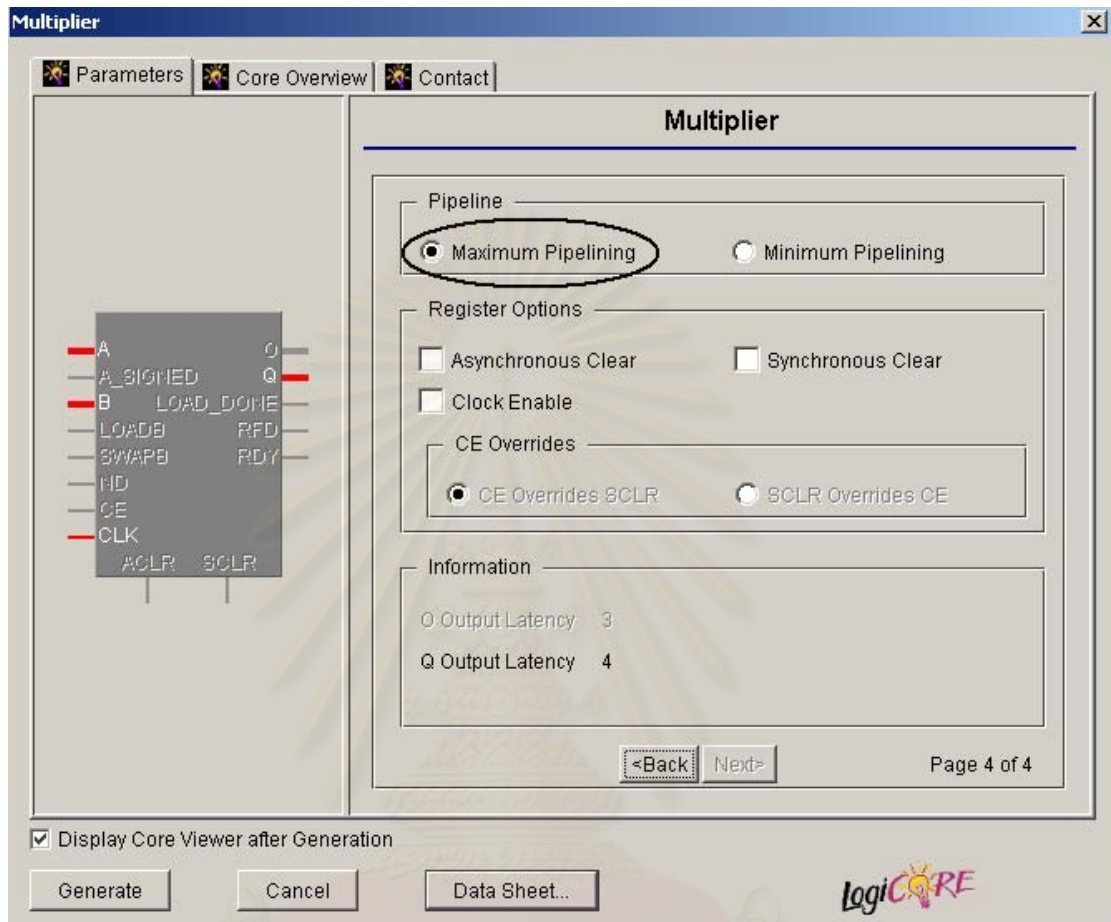 Multiplier
Parameters
Core Overview
Contact
Multiplier
Pipeline
Maximum Pipelining
Minimum Pipelining
Register Options
Asynchronous Clear
Synchronous Clear
Clock Enable
CE Overrides
CE Overrides SCLR
SCLR Overrides CE
Information
O Output Latency 3
Q Output Latency 4
<Back
Next>
Page 4 of 4
A
A_SIGNED
B
LOADB
SWAPB
ND
CE
CLK
O
Q
LOAD_DONE
RFD
RDY
ACLR
SCLR
Display Core Viewer after Generation
Generate
Cancel
Data Sheet...
LogiCORE